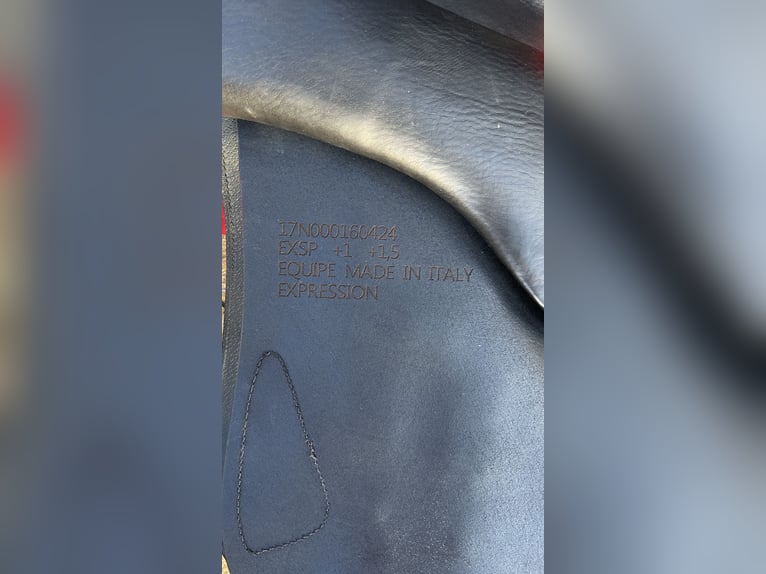 17N000160424
EXSP +1 +1,5
EQUIPE MADE IN ITALY
EXPRESSION